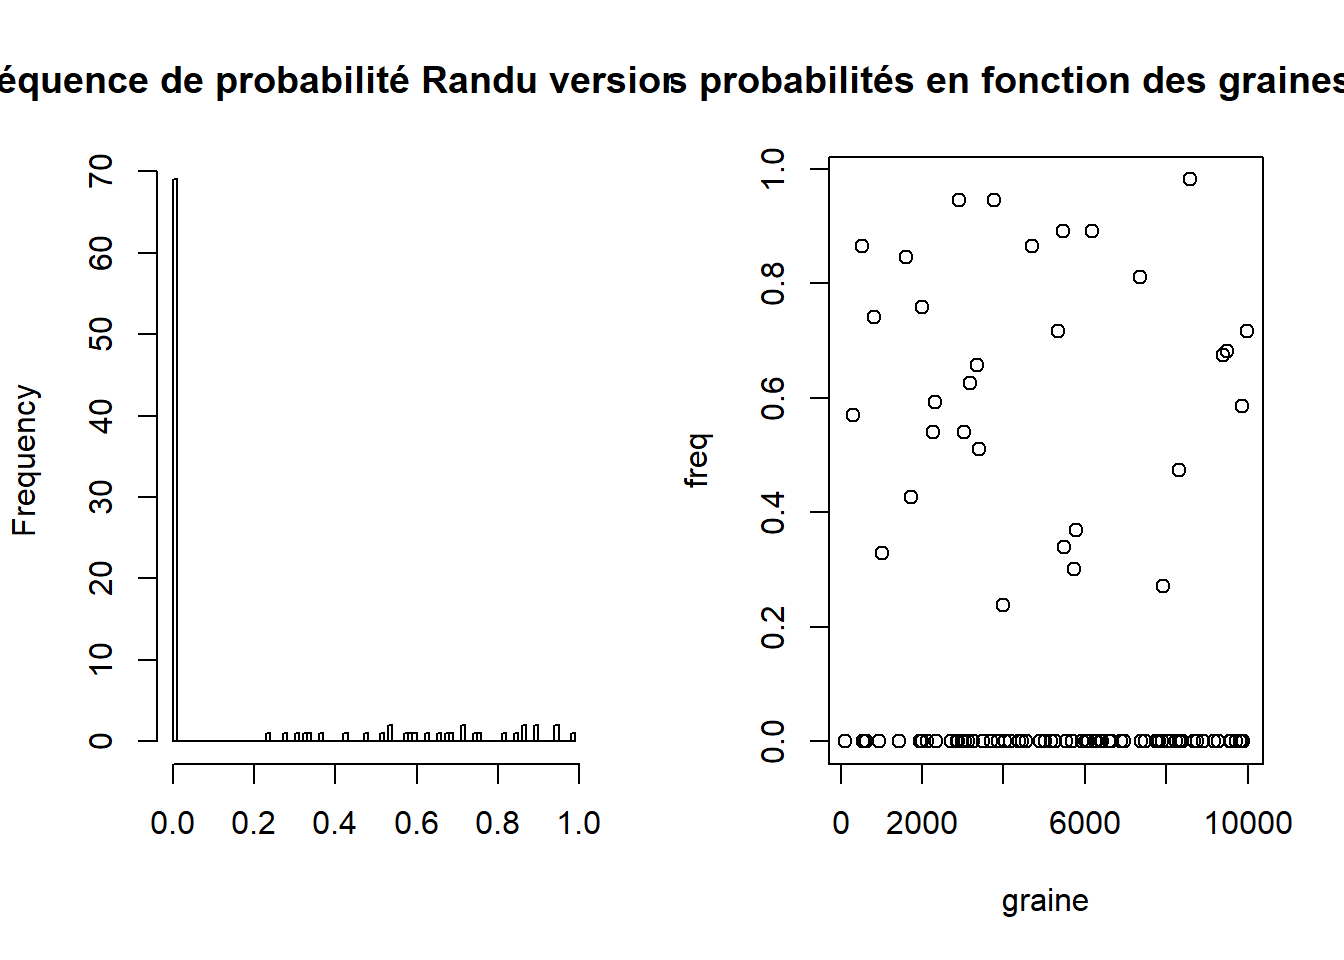 équence de probabilité Randu version
s probabilités en fonction des graines
Frequency
0 10 20 30 40 50 60 70
0.0 0.2 0.4 0.6 0.8 1.0
freq
0.0 0.2 0.4 0.6 0.8 1.0
0 2000 6000 10000
graine